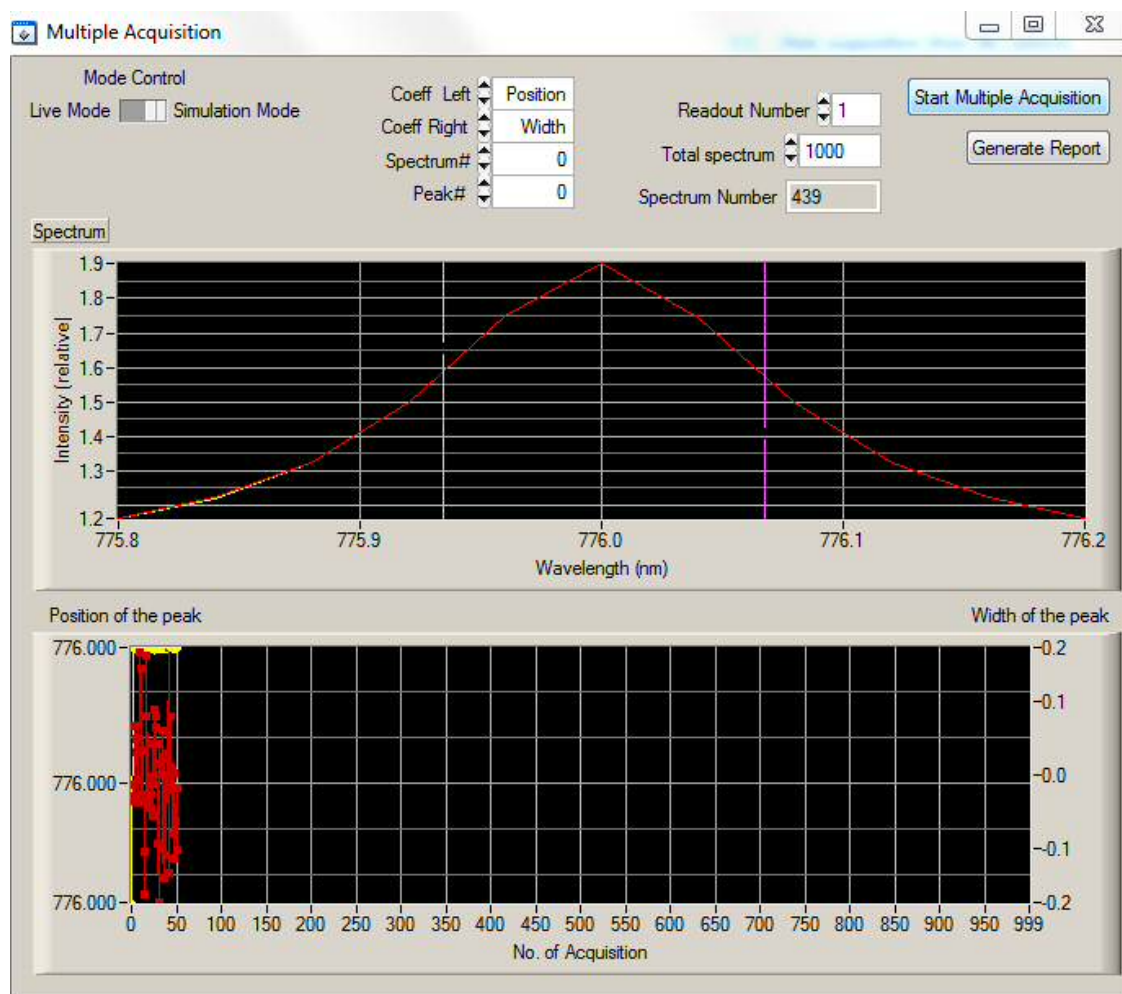 Multiple Acquisition
Mode Control
Live Mode Simulation Mode
Coeff Left Position
Coeff Right Width
Spectrum# 0
Peak# 0
Readout Number 1
Total spectrum 1000
Spectrum Number 439
Start Multiple Acquisition
Generate Report
Spectrum
Intensity (relative)
1.9
1.8
1.7
1.6
1.5
1.4
1.3
1.2
775.8 775.9 776.0 776.1 776.2
Wavelength (nm)
Position of the peak Width of the peak
776.000
776.000
776.000
0.2
0.1
0.0
-0.1
-0.2
0 50 100 150 200 250 300 350 400 450 500 550 600 650 700 750 800 850 900 950 999
No. of Acquisition